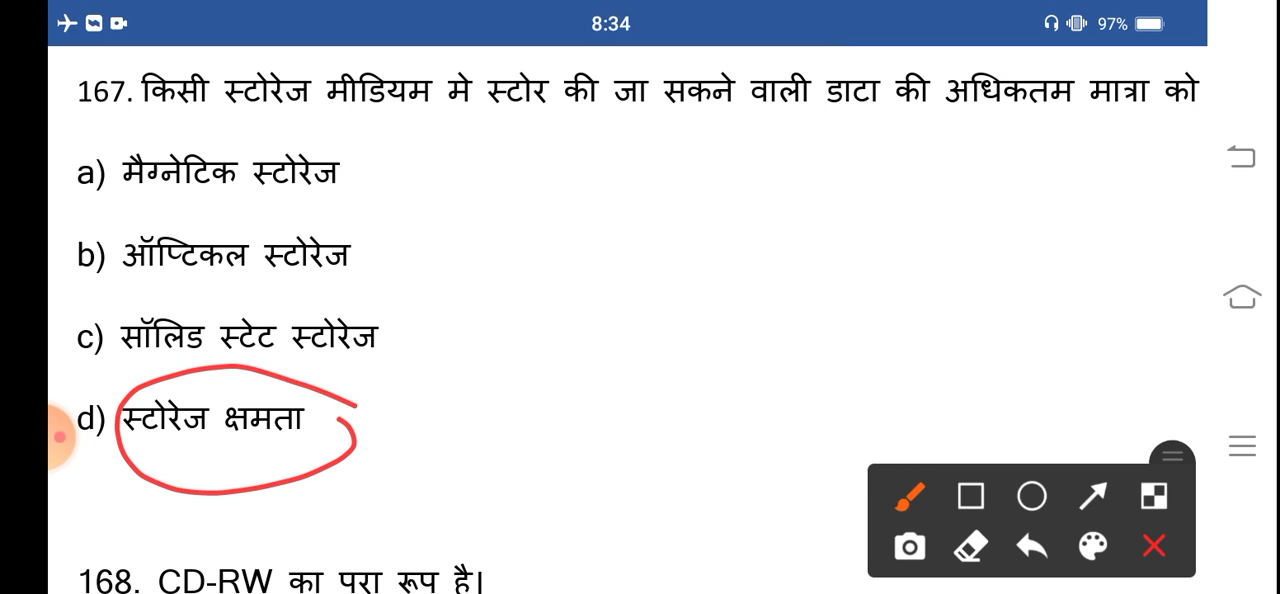 8:34
97%
167. किसी स्टोरेज मीडियम मे स्टोर की जा सकने वाली डाटा की अधिकतम मात्रा को
a) मैग्नेटिक स्टोरेज
b) ऑप्टिकल स्टोरेज
c) सॉलिड स्टेट स्टोरेज
d) स्टोरेज क्षमता
168. CD-RW का पूरा रूप है।